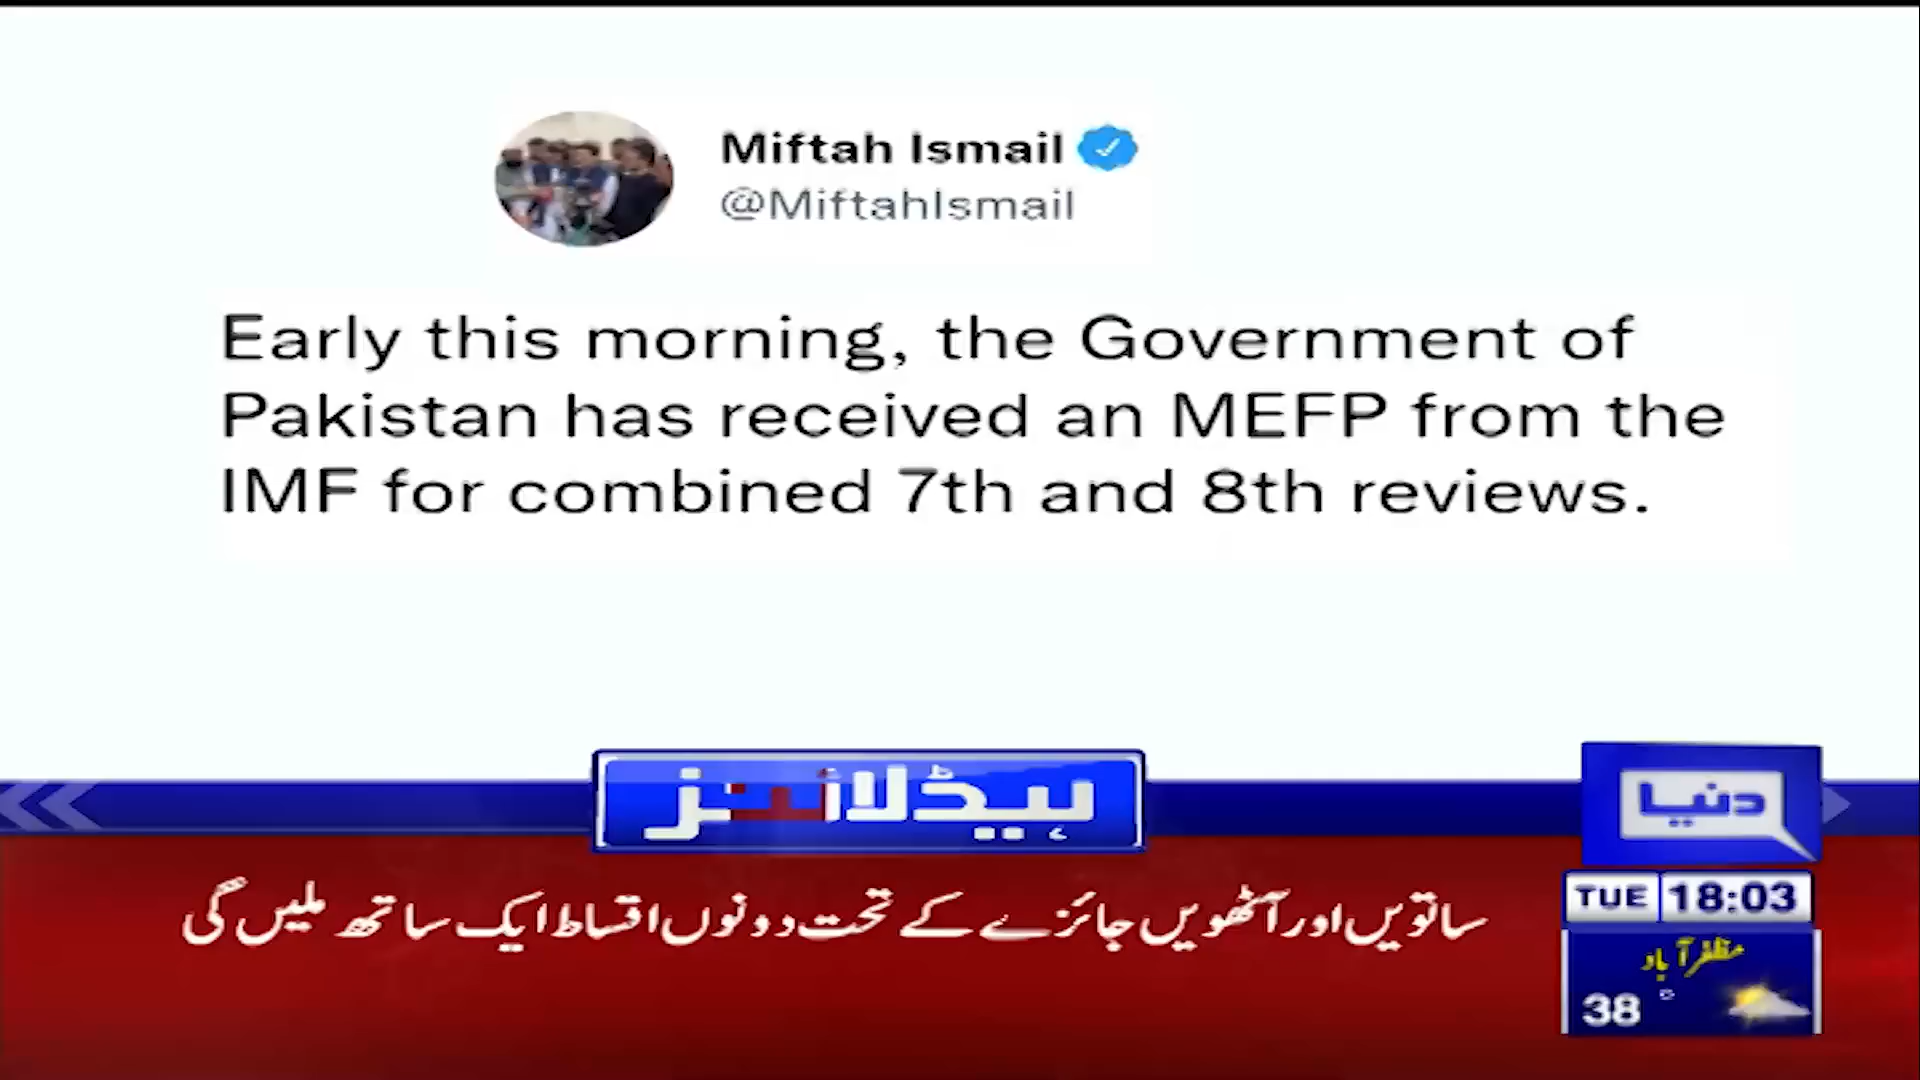 Miftah Ismail
@MiftahIsmail
Early this morning, the Government of
Pakistan has received an MEFP from the
IMF for combined 7th and 8th reviews.
ہیڈلائنز
دنیا
ساتویں اور آٹھویں جائزے کے تحت دونوں اقساط ایک ساتھ ملیں گی
TUE 18:03
مظفر آباد
38 °